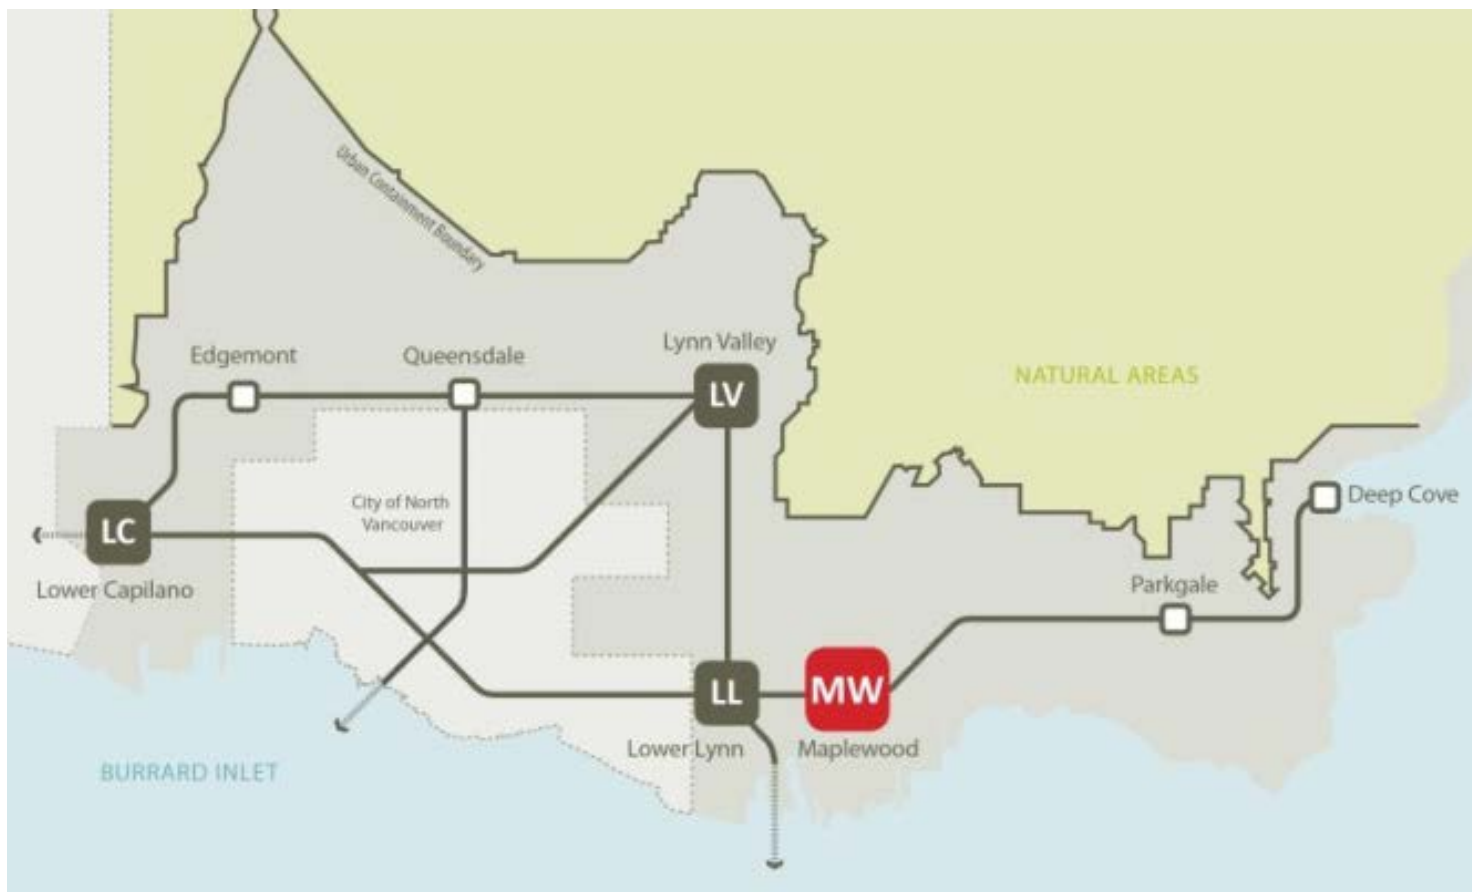 Urban Containment Boundary
Lynn Valley
Edgemont
Queensdale
NATURAL AREAS
LV
City of North
Vancouver
Deep Cove
LC
Lower Capilano
Parkgale
LL
MW
Lower Lynn
Maplewood
BURRARD INLET